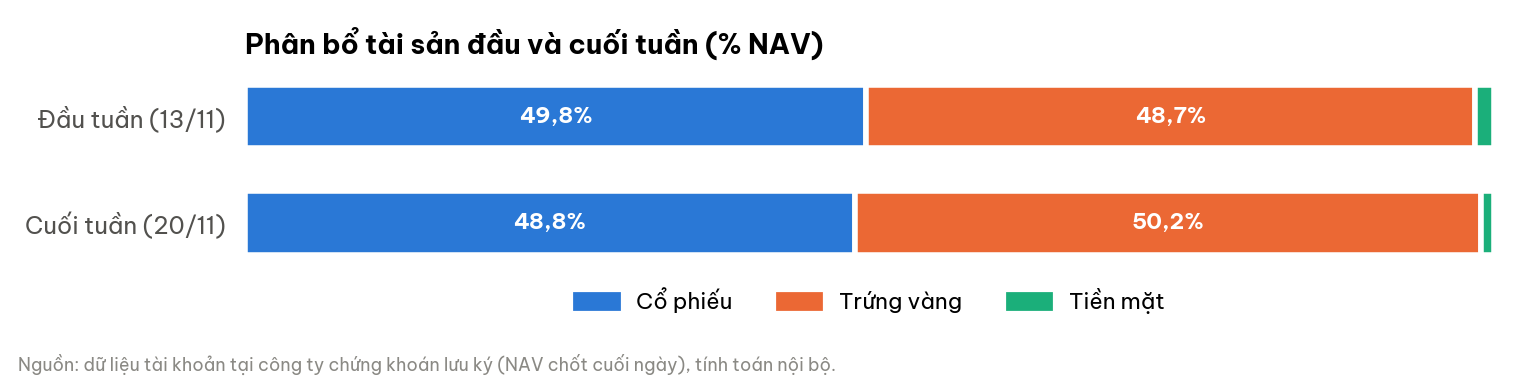 Phân bổ tài sản đầu và cuối tuần (% NAV)
Đầu tuần (13/11)
49,8%
48,7%
Cuối tuần (20/11)
48,8%
50,2%
Cổ phiếu
Trứng vàng
Tiền mặt
Nguồn: dữ liệu tài khoản tại công ty chứng khoán lưu ký (NAV chốt cuối ngày), tính toán nội bộ.